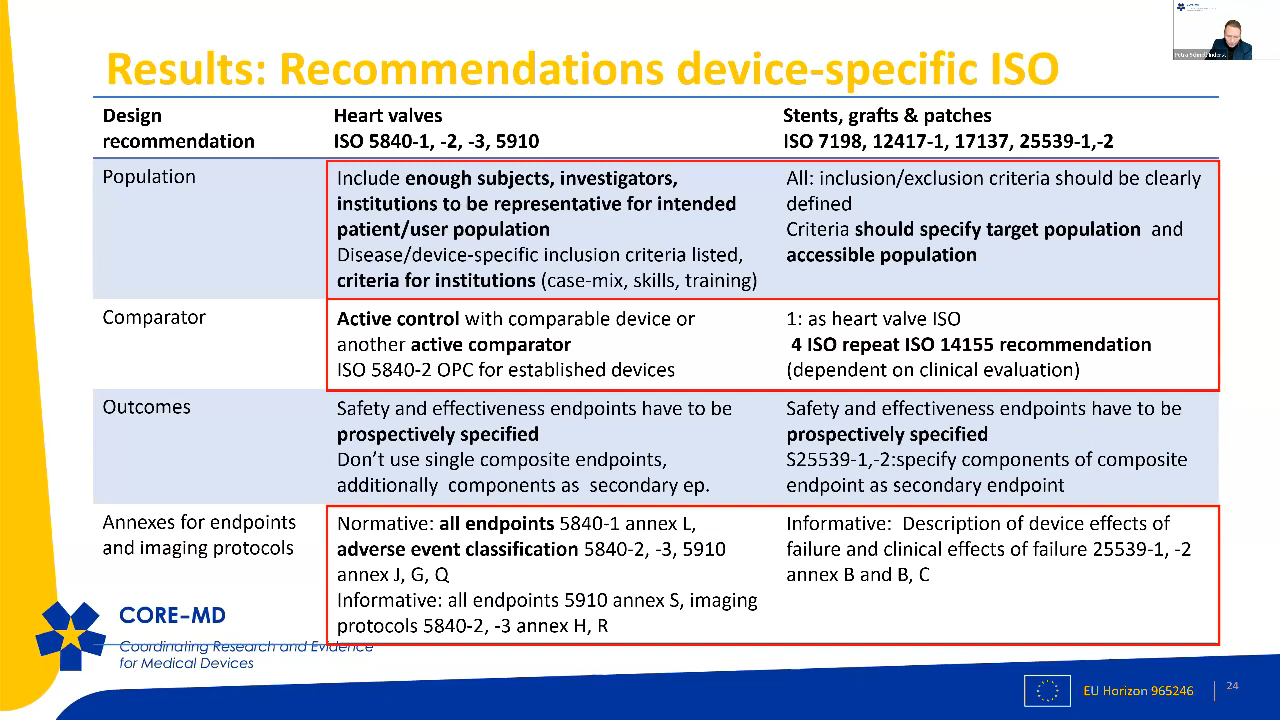 Results: Recommendations device-specific ISO
Design
recommendation
Heart valves
ISO 5840-1, -2, -3, 5910
Stents, grafts & patches
ISO 7198, 12417-1, 17137, 25539-1,-2
Population
Include enough subjects, investigators,
institutions to be representative for intended
patient/user population
Disease/device-specific inclusion criteria listed,
criteria for institutions (case-mix, skills, training)
All: inclusion/exclusion criteria should be clearly
defined
Criteria should specify target population and
accessible population
Comparator
Active control with comparable device or
another active comparator
ISO 5840-2 OPC for established devices
1: as heart valve ISO
4 ISO repeat ISO 14155 recommendation
(dependent on clinical evaluation)
Outcomes
Safety and effectiveness endpoints have to be
prospectively specified
Don't use single composite endpoints,
additionally components as secondary ep.
Safety and effectiveness endpoints have to be
prospectively specified
S25539-1,-2:specify components of composite
endpoint as secondary endpoint
Annexes for endpoints
and imaging protocols
Normative: all endpoints 5840-1 annex L,
adverse event classification 5840-2, -3, 5910
annex J, G, Q
Informative: all endpoints 5910 annex S, imaging
protocols 5840-2, -3 annex H, R
Informative: Description of device effects of
failure and clinical effects of failure 25539-1, -2
annex B and B, C
CORE-MD
Coordinating Research and Evidence
for Medical Devices
EU Horizon 965246
24